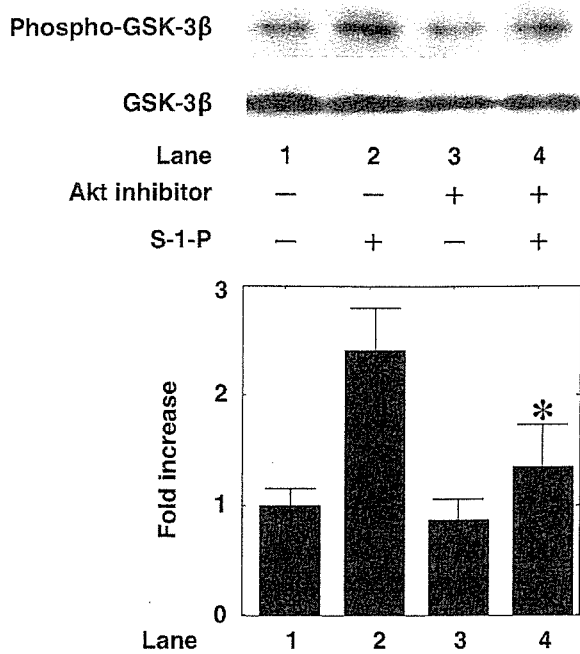 Phospho-GSK-3β
GSK-3β
Lane 1 2 3 4
Akt inhibitor − − + +
S-1-P − + − +
3
2
1
0
Fold increase
*
Lane 1 2 3 4